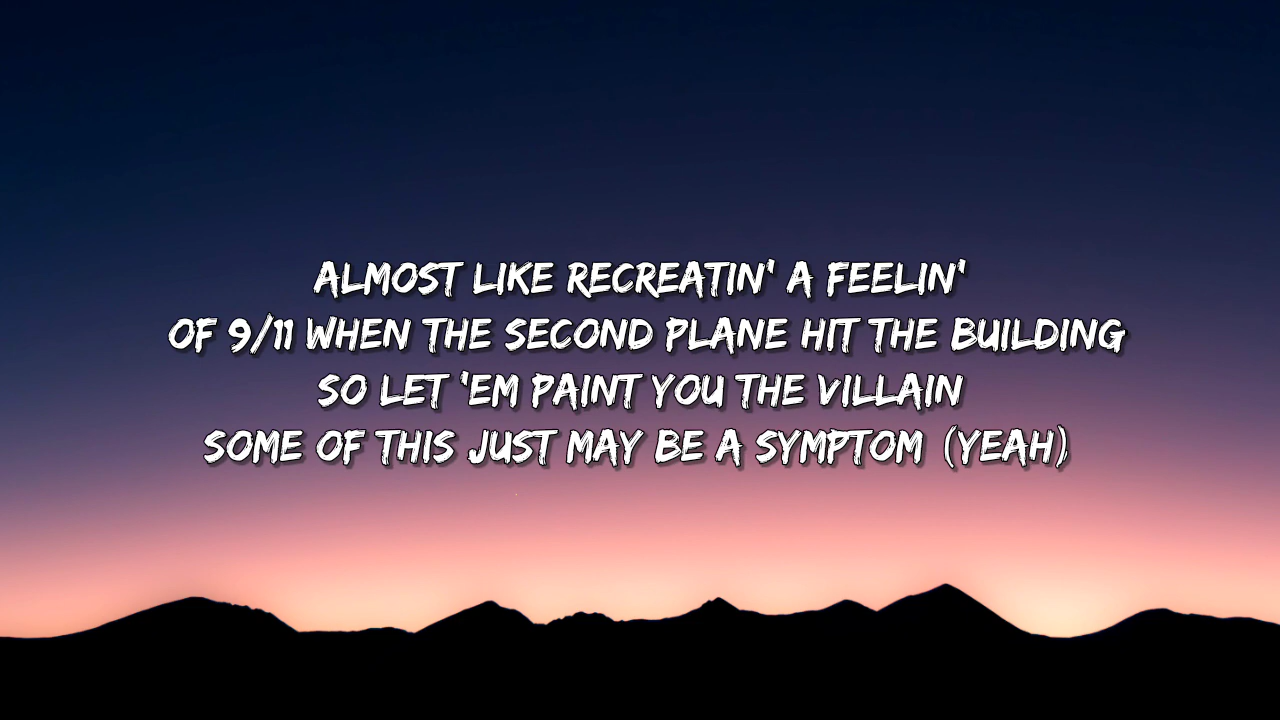 ALMOST LIKE RECREATIN' A FEELIN'
OF 9/11 WHEN THE SECOND PLANE HIT THE BUILDING
SO LET 'EM PAINT YOU THE VILLAIN
SOME OF THIS JUST MAY BE A SYMPTOM (YEAH)